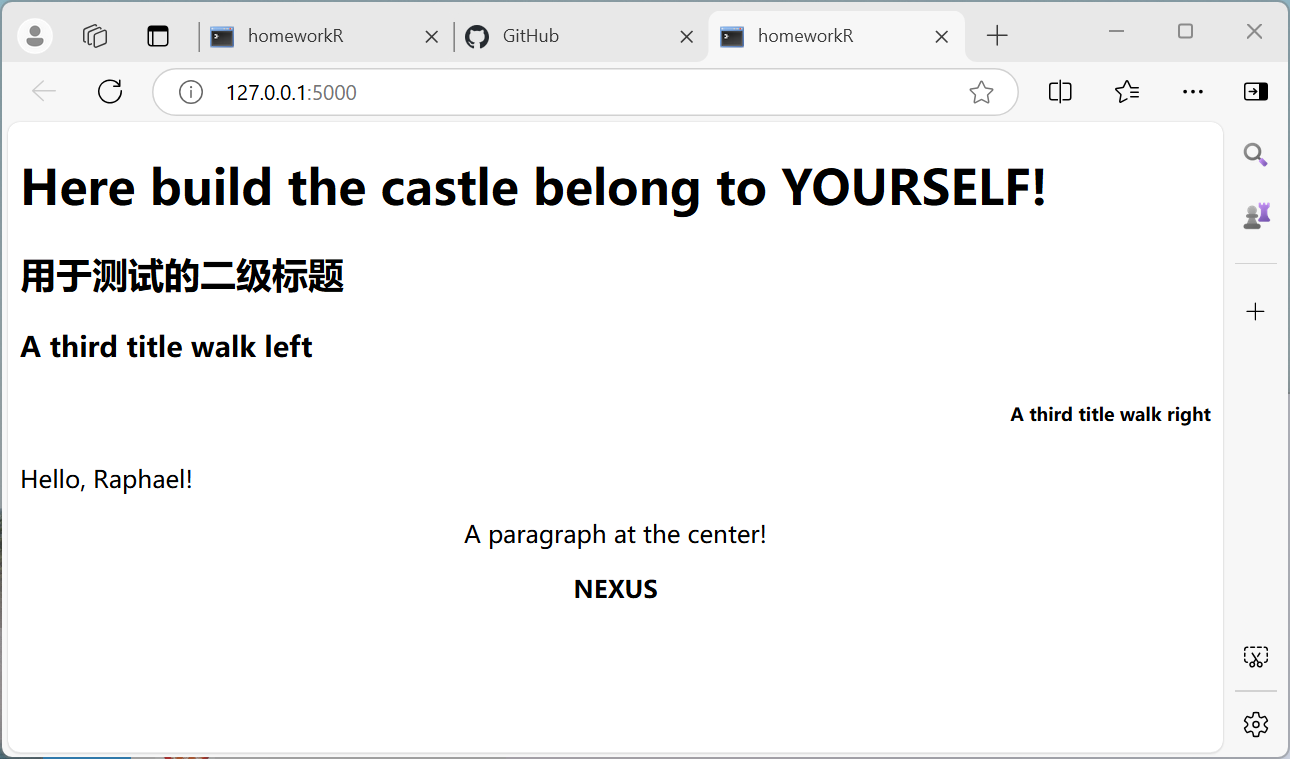 homeworkR
GitHub
homeworkR
127.0.0.1:5000
Here build the castle belong to YOURSELF!
用于测试的二级标题
A third title walk left
A third title walk right
Hello, Raphael!
A paragraph at the center!
NEXUS